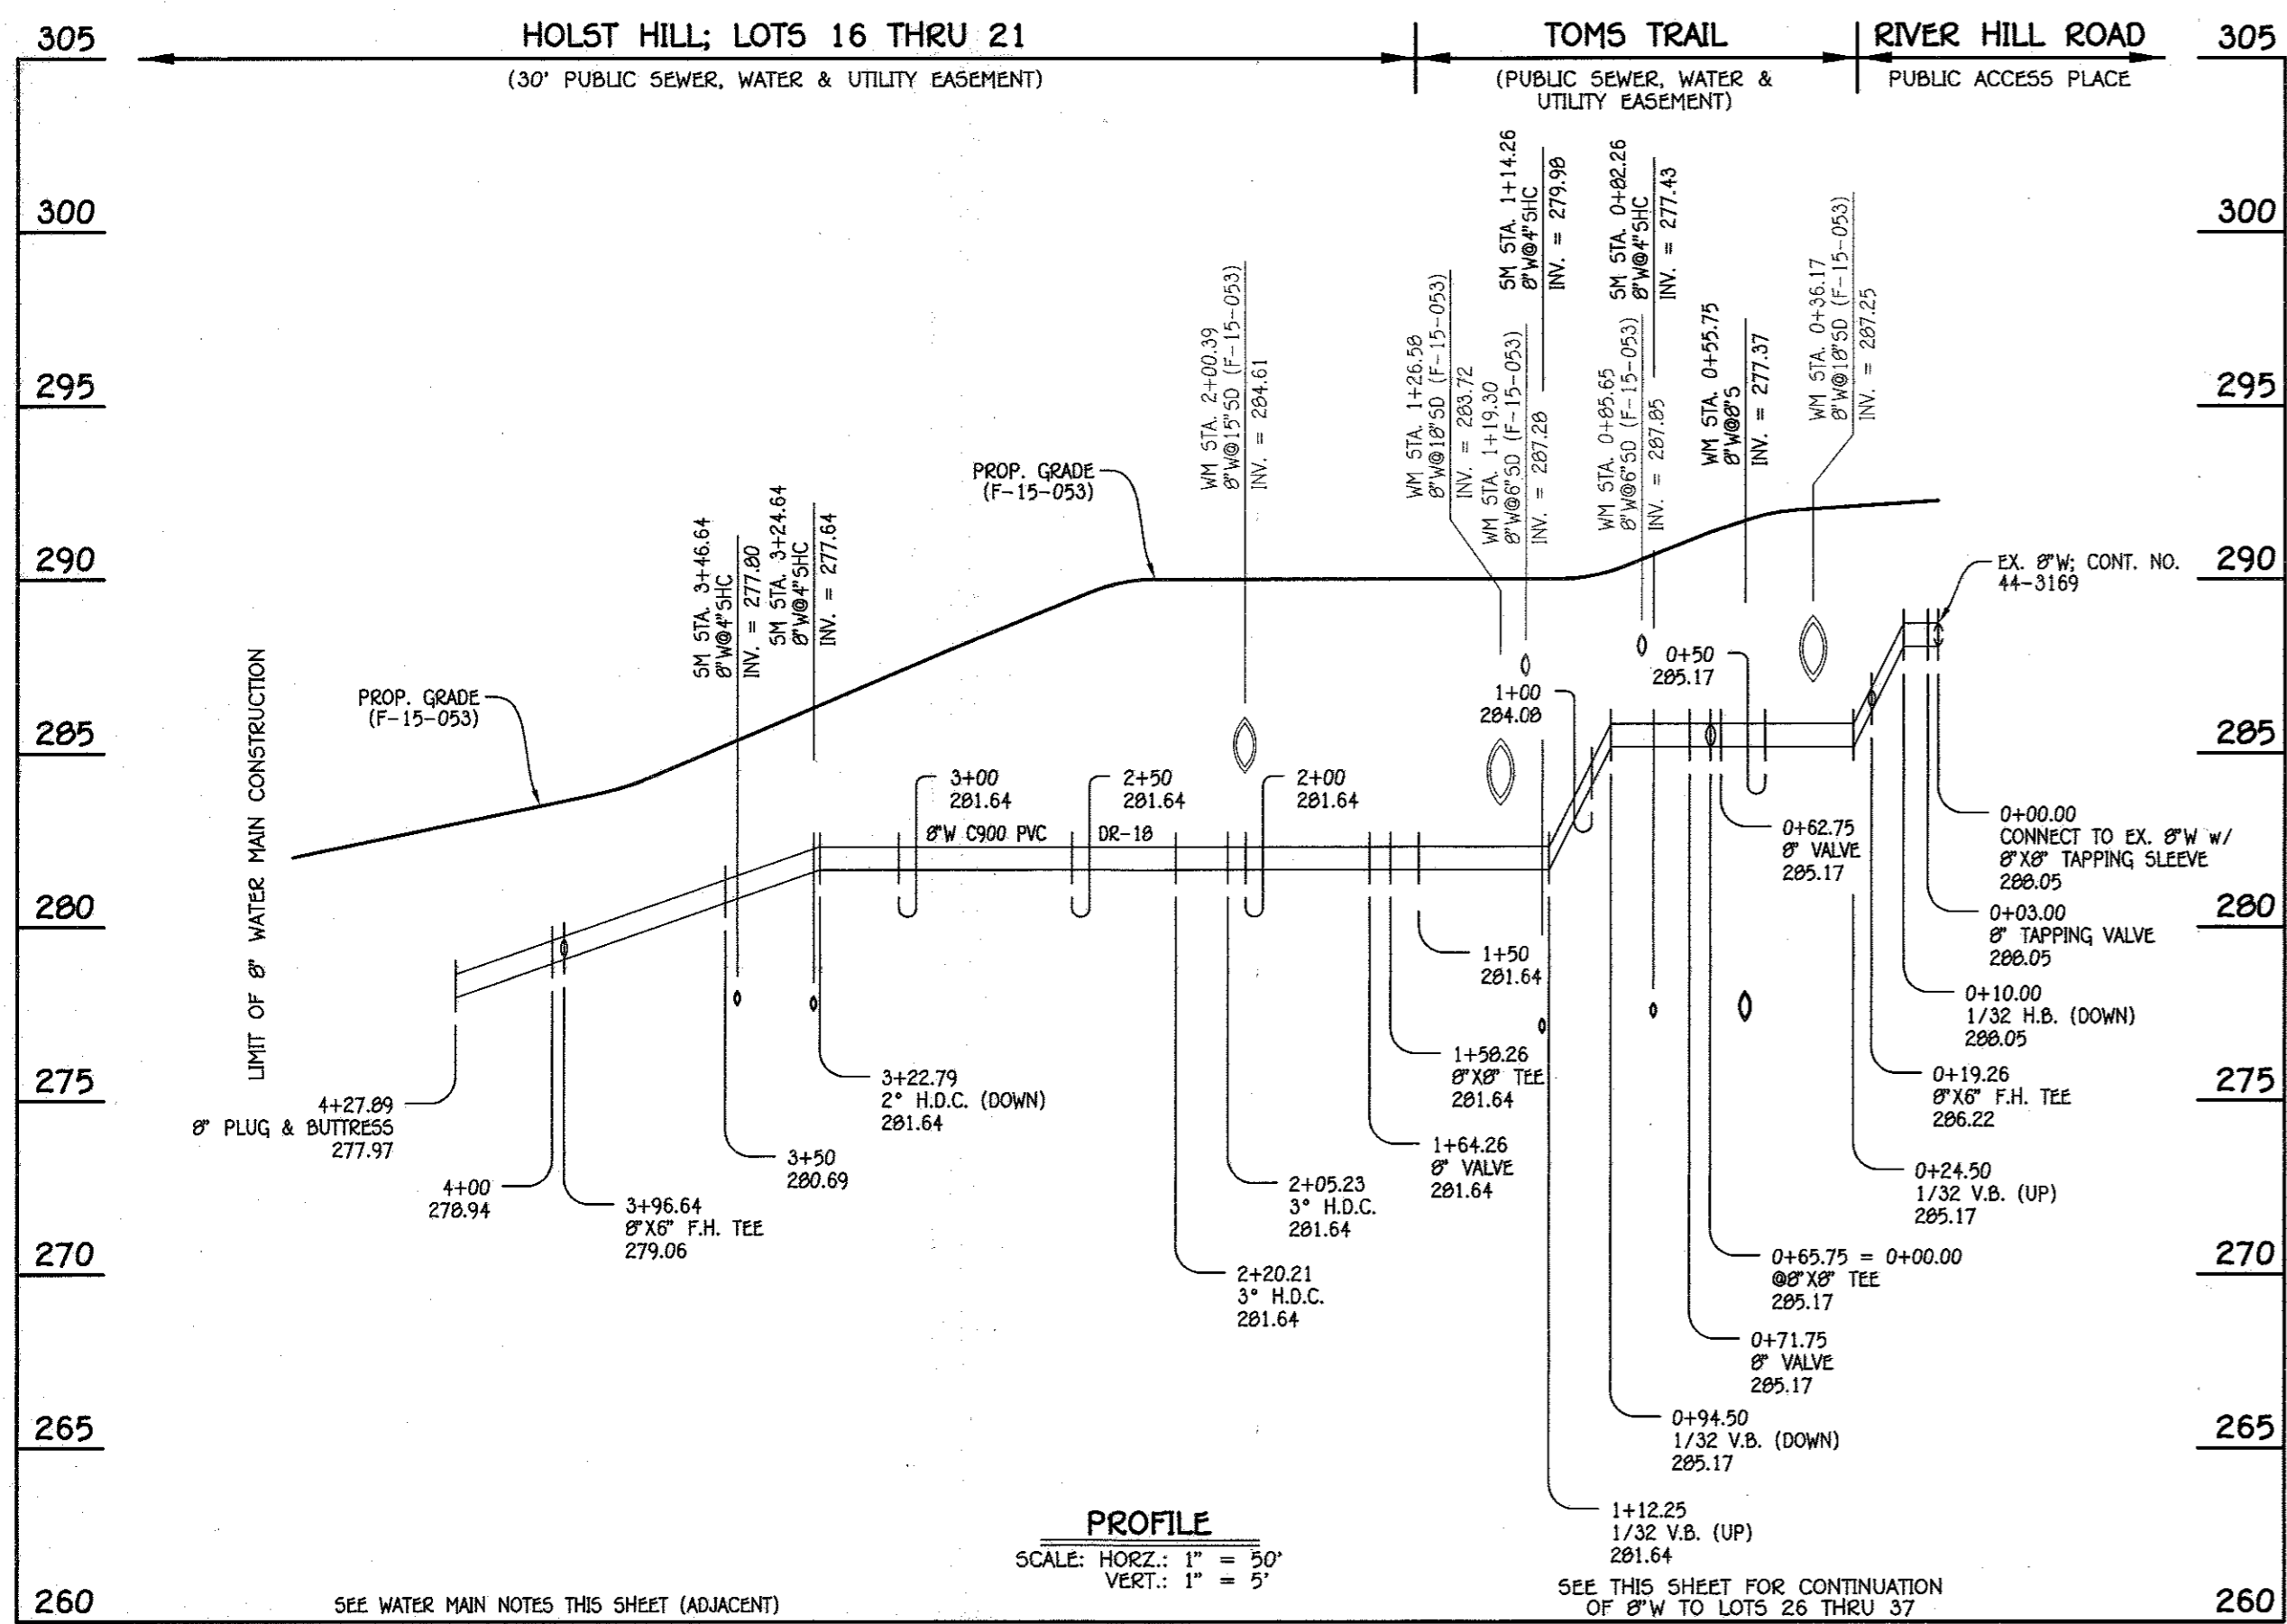 HOLST HILL; LOTS 16 THRU 21
(30' PUBLIC SEWER, WATER & UTILITY EASEMENT)
TOMS TRAIL
(PUBLIC SEWER, WATER &
UTILITY EASEMENT)
RIVER HILL ROAD
PUBLIC ACCESS PLACE
305
300
295
290
285
280
275
270
265
260
305
300
295
290
285
280
275
270
265
260
LIMIT OF 8" WATER MAIN CONSTRUCTION
PROP. GRADE
(F-15-053)
SM STA. 3+46.64
8"W@4"SHC
INV. = 277.80
SM STA. 3+24.64
8"W@4"SHC
INV. = 277.64
PROP. GRADE
(F-15-053)
WM STA. 2+00.39
8"W@15"SD (F-15-053)
INV. = 284.61
WM STA. 1+26.58
8"W@18"SD (F-15-053)
INV. = 283.72
WM STA. 1+19.30
8"W@6"SD (F-15-053)
INV. = 287.28
SM STA. 1+14.26
8"W@4"SHC
INV. = 279.98
WM STA. 0+85.65
8"W@6"SD (F-15-053)
INV. = 287.85
SM STA. 0+82.26
8"W@4"SHC
INV. = 277.43
WM STA. 0+55.75
8"W@8"S
INV. = 277.37
WM STA. 0+36.17
8"W@18"SD (F-15-053)
INV. = 287.25
EX. 8"W; CONT. NO.
44-3169
3+00
281.64
2+50
281.64
2+00
281.64
8"W C900 PVC
DR-18
1+00
284.08
0+50
285.17
0+62.75
8" VALVE
285.17
0+00.00
CONNECT TO EX. 8"W w/
8"X8" TAPPING SLEEVE
288.05
0+03.00
8" TAPPING VALVE
288.05
0+10.00
1/32 H.B. (DOWN)
288.05
0+19.26
8"X6" F.H. TEE
286.22
0+24.50
1/32 V.B. (UP)
285.17
0+65.75 = 0+00.00
@8"X8" TEE
285.17
0+71.75
8" VALVE
285.17
0+94.50
1/32 V.B. (DOWN)
285.17
1+12.25
1/32 V.B. (UP)
281.64
1+50
281.64
1+58.26
8"X8" TEE
281.64
1+64.26
8" VALVE
281.64
2+05.23
3° H.D.C.
281.64
2+20.21
3° H.D.C.
281.64
3+22.79
2° H.D.C. (DOWN)
281.64
3+50
280.69
3+96.64
8"X6" F.H. TEE
279.06
4+00
278.94
4+27.89
8" PLUG & BUTTRESS
277.97
PROFILE
SCALE: HORZ.: 1" = 50'
VERT.: 1" = 5'
SEE WATER MAIN NOTES THIS SHEET (ADJACENT)
SEE THIS SHEET FOR CONTINUATION
OF 8"W TO LOTS 26 THRU 37